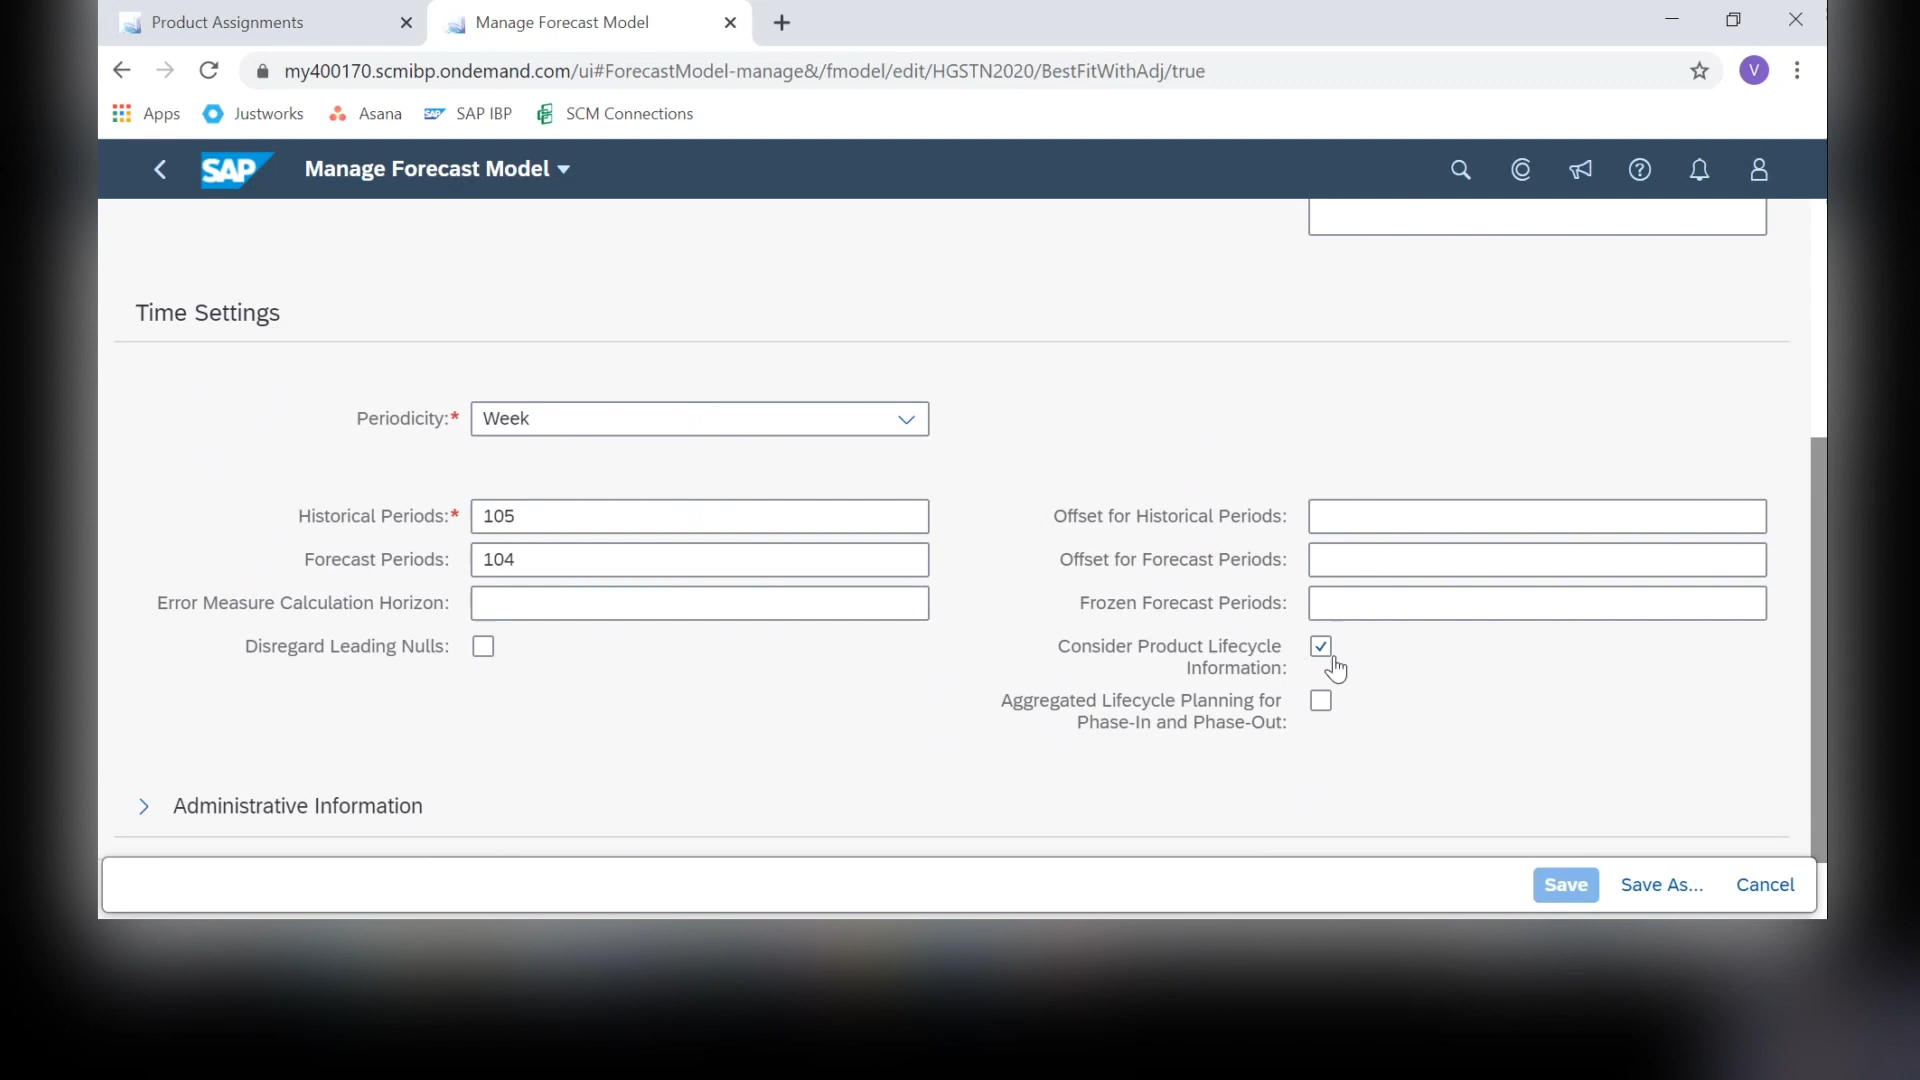 Product Assignments
Manage Forecast Model
my400170.scmibp.ondemand.com/ui#ForecastModel-manage&/fmodel/edit/HGSTN2020/BestFitWithAdj/true
V
Apps
Justworks
Asana
SAP IBP
SCM Connections
SAP
Manage Forecast Model
Time Settings
Periodicity:*
Week
Historical Periods:*
105
Offset for Historical Periods:
Forecast Periods:
104
Offset for Forecast Periods:
Error Measure Calculation Horizon:
Frozen Forecast Periods:
Disregard Leading Nulls:
Consider Product Lifecycle
Information:
Aggregated Lifecycle Planning for
Phase-In and Phase-Out:
Administrative Information
Save
Save As...
Cancel